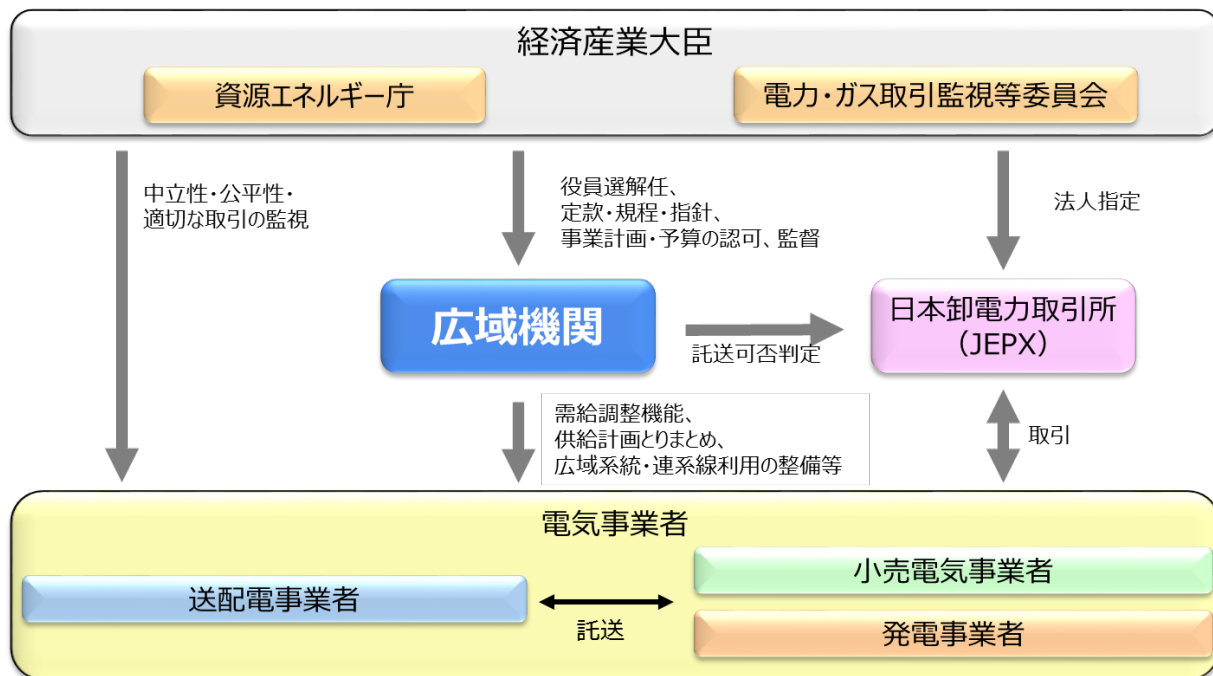 経済産業大臣
資源エネルギー庁
電力・ガス取引監視等委員会
中立性・公平性・
適切な取引の監視
役員選解任、
定款・規程・指針、
事業計画・予算の認可、監督
法人指定
広域機関
託送可否判定
日本卸電力取引所
（JEPX）
需給調整機能、
供給計画とりまとめ、
広域系統・連系線利用の整備等
取引
電気事業者
送配電事業者
託送
小売電気事業者
発電事業者